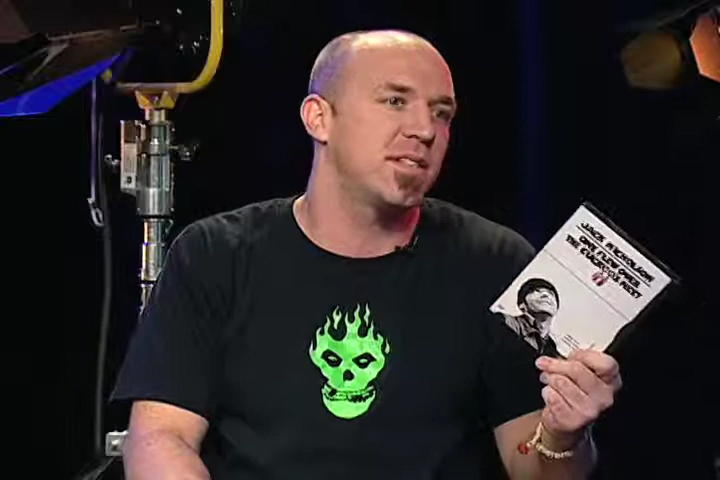 JACK NICHOLSON
ONE FLEW OVER
THE CUCKOO'S NEST